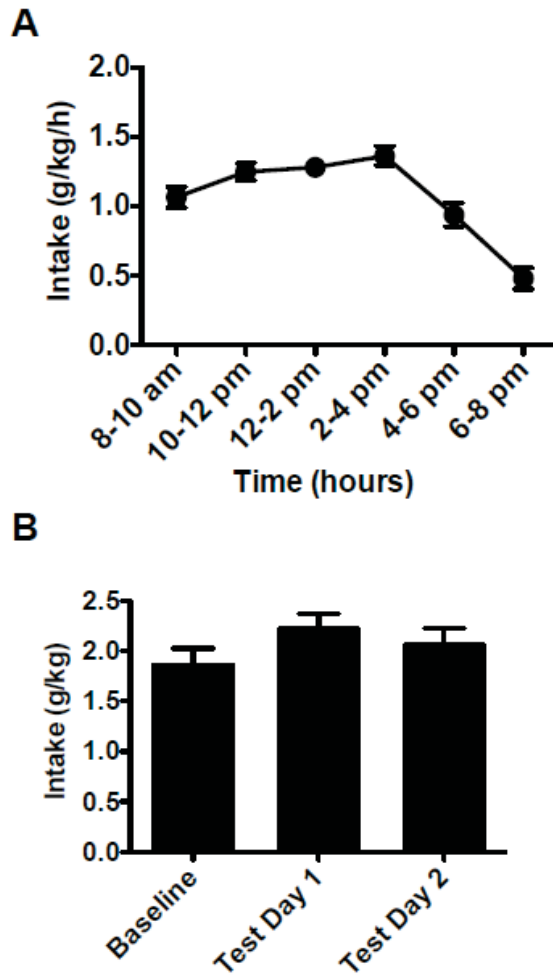 A
Intake (g/kg/h)
2.0
1.5
1.0
0.5
0.0
8-10 am
10-12 pm
12-2 pm
2-4 pm
4-6 pm
6-8 pm
Time (hours)
B
Intake (g/kg)
2.5
2.0
1.5
1.0
0.5
0.0
Baseline
Test Day 1
Test Day 2